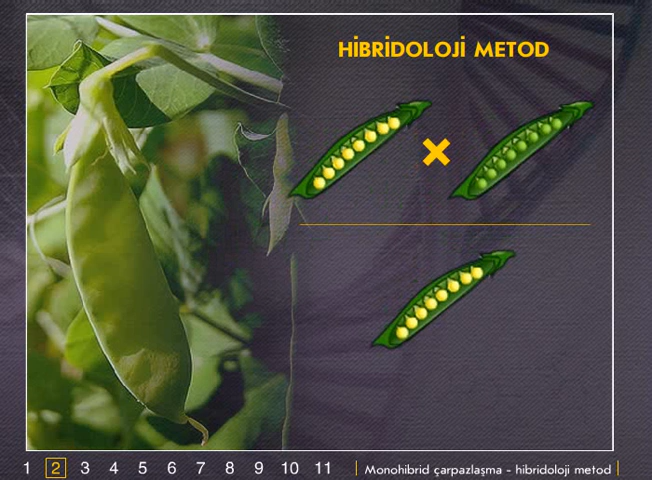 HİBRİDOLOJİ METOD
×
1 2 3 4 5 6 7 8 9 10 11 | Monohibrid çarpazlaşma - hibridoloji metod |